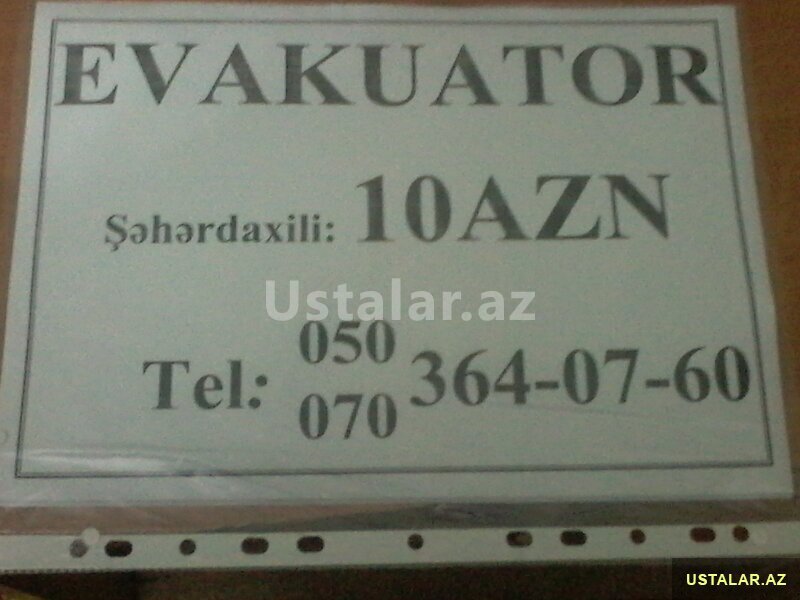 EVAKUATOR
Şəhərdaxili: 10AZN
Ustalar.az
050
Tel: 364-07-60
070
USTALAR.AZ